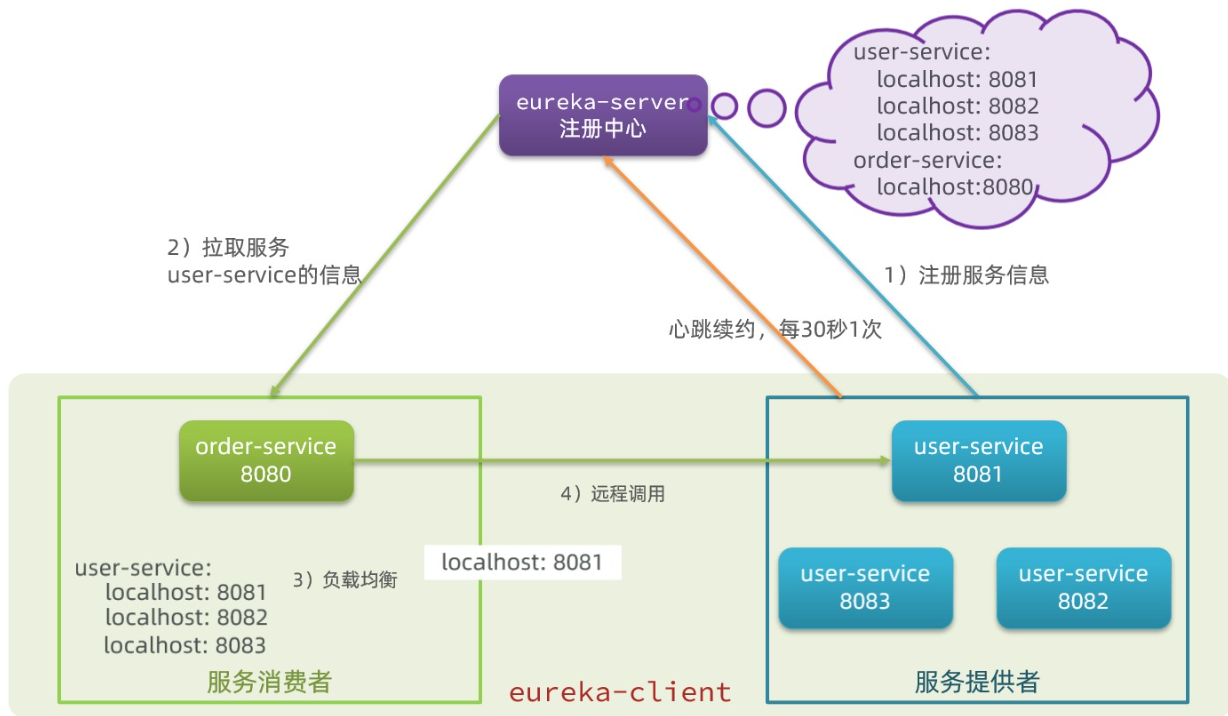 eureka-server
注册中心
user-service:
localhost: 8081
localhost: 8082
localhost: 8083
order-service:
localhost:8080
2）拉取服务
user-service的信息
1）注册服务信息
心跳续约，每30秒1次
order-service
8080
user-service
8081
4）远程调用
user-service:
localhost: 8081
localhost: 8082
localhost: 8083
3）负载均衡
localhost: 8081
user-service
8083
user-service
8082
服务消费者
eureka-client
服务提供者